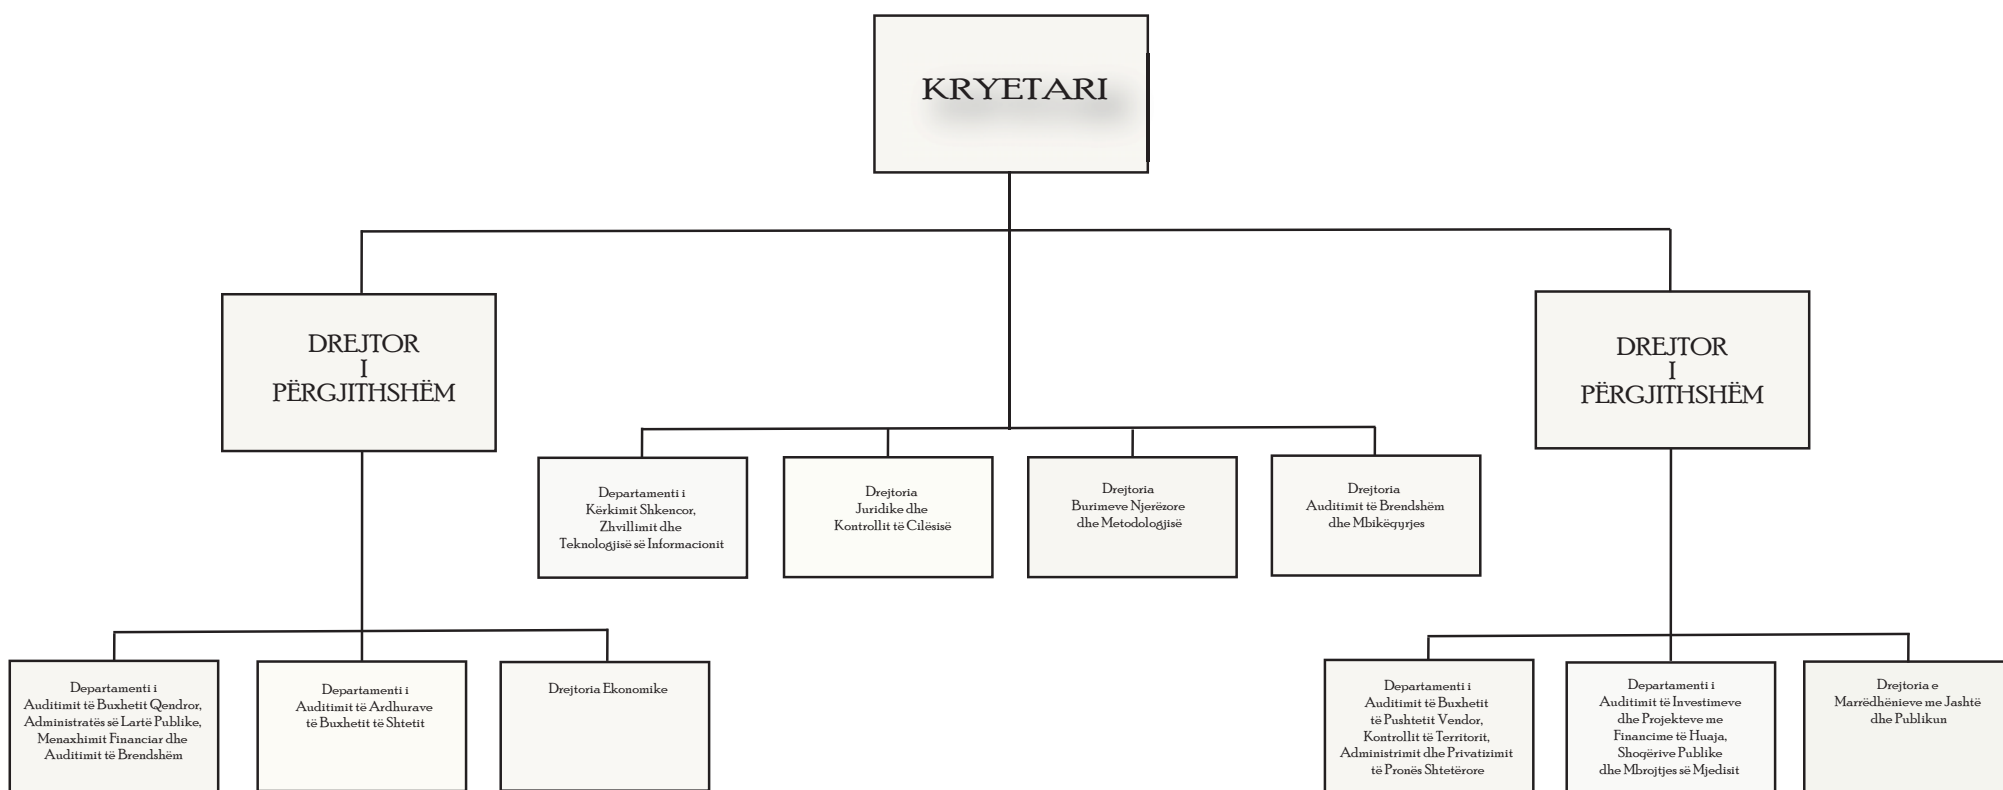 KRYETARI
DREJTOR
I
PËRGJITHSHËM
DREJTOR
I
PËRGJITHSHËM
Departamenti i
Kërkimit Shkencor,
Zhvillimit dhe
Teknologjisë së Informacionit
Drejtoria
Juridike dhe
Kontrollit të Cilësisë
Drejtoria
Burimeve Njerëzore
dhe Metodologjisë
Drejtoria
Auditimit të Brendshëm
dhe Mbikëqyrjes
Departamenti i
Auditimit të Buxhetit Qendror,
Administratës së Lartë Publike,
Menaxhimit Financiar dhe
Auditimit të Brendshëm
Departamenti i
Auditimit të Ardhurave
të Buxhetit të Shtetit
Drejtoria Ekonomike
Departamenti i
Auditimit të Buxhetit
të Pushtetit Vendor,
Kontrollit të Territorit,
Administrimit dhe Privatizimit
të Pronës Shtetërore
Departamenti i
Auditimit të Investimeve
dhe Projekteve me
Financime të Huaja,
Shoqërive Publike
dhe Mbrojtjes së Mjedisit
Drejtoria e
Marrëdhënieve me Jashtë
dhe Publikun